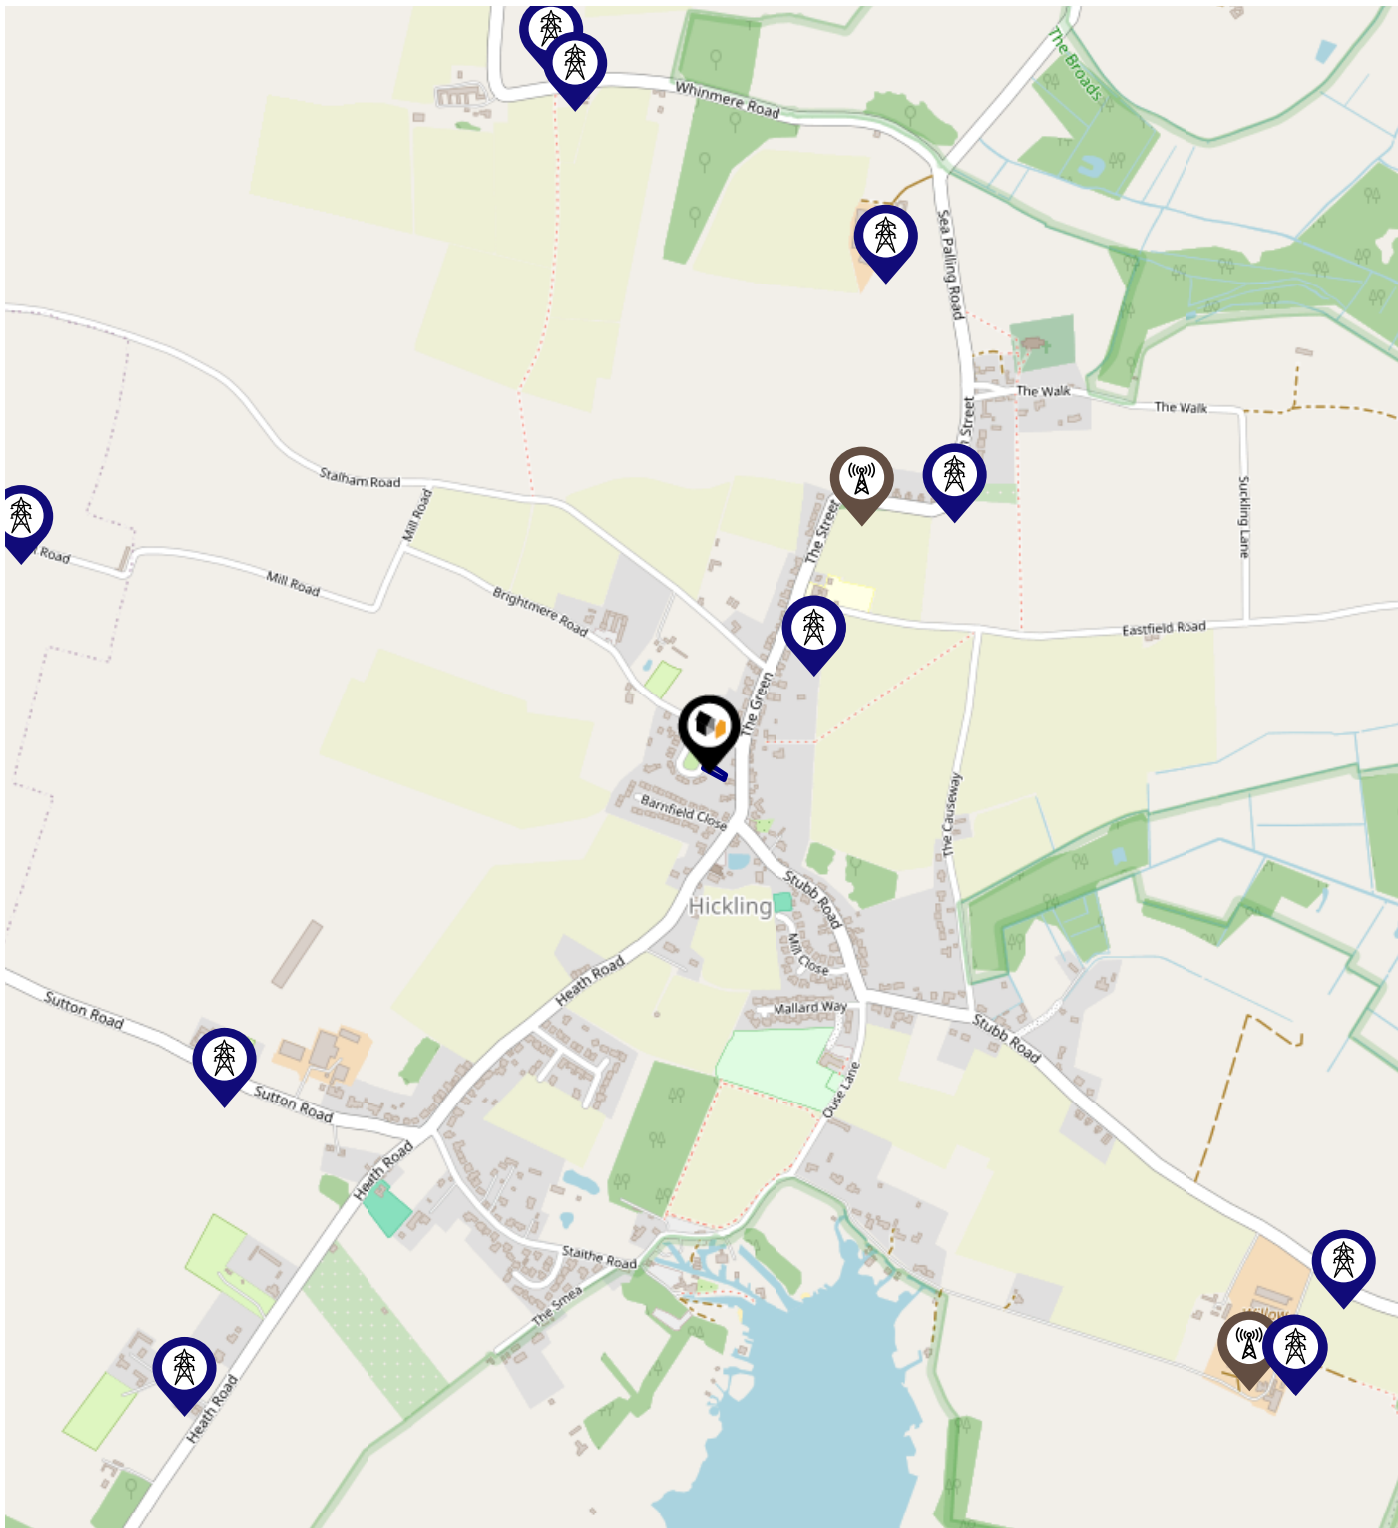 The Broads
Whinmere Road
Sea Palling Road
The Walk
The Walk
Street
Stalham Road
Mill Road
The Street
Suckling Lane
Road
Mill Road
Brightmere Road
Eastfield Road
The Green
The Causeway
Barnfield Close
Stubb Road
Hickling
Mill Close
Heath Road
Sutton Road
Mallard Way
Stubb Road
Sutton Road
Ouse Lane
Heath Road
Staithe Road
The Smea
Willow
Heath Road